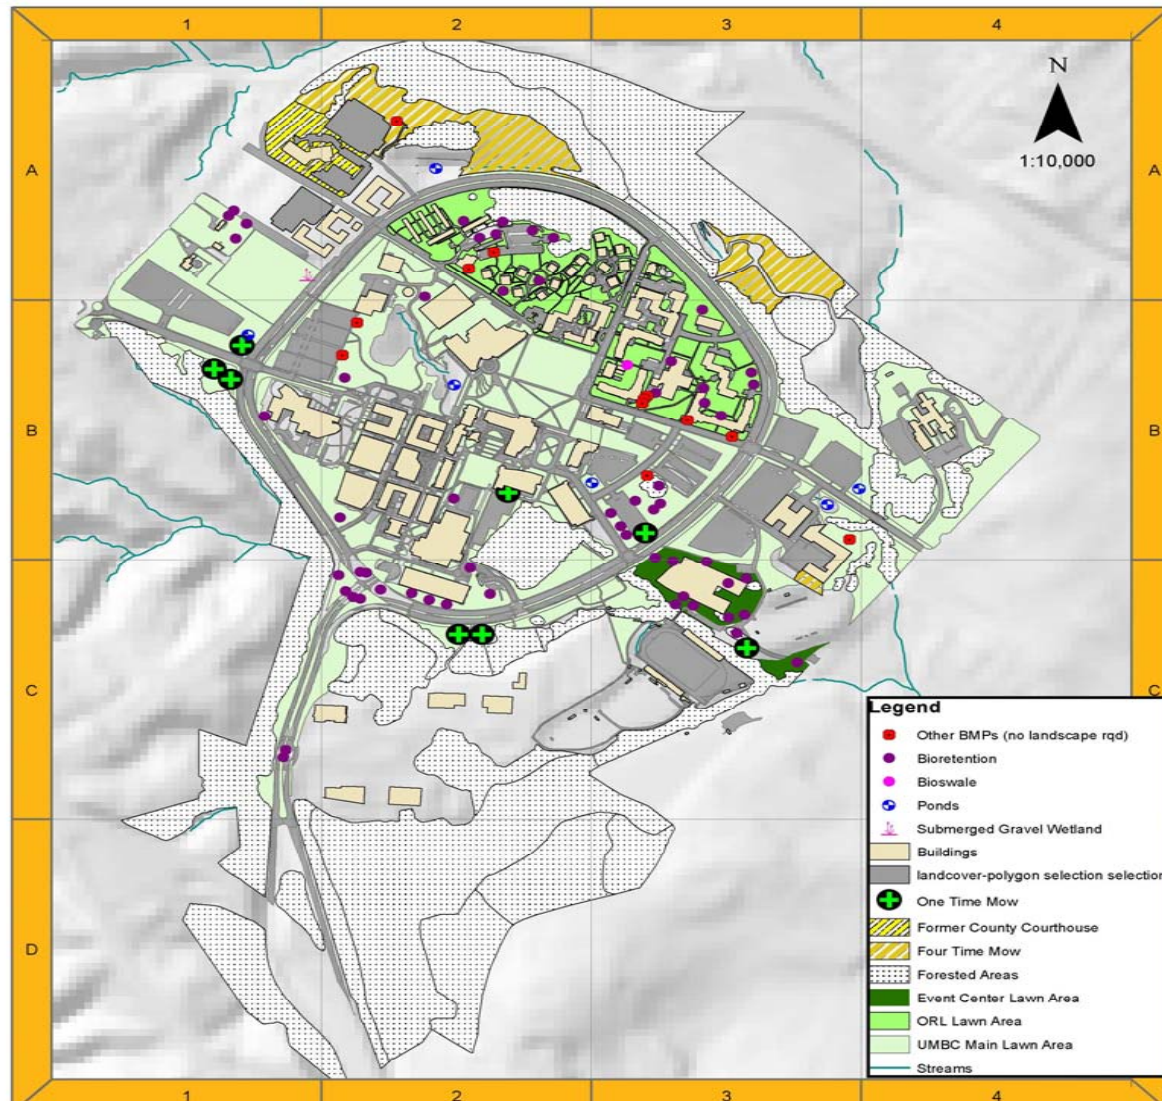 1 2 3 4
N
1:10,000
A A
B B
C C
Legend
Other BMPs (no landscape rqd)
Bioretention
Bioswale
Ponds
Submerged Gravel Wetland
Buildings
landcover-polygon selection selection
One Time Mow
Former County Courthouse
Four Time Mow
Forested Areas
Event Center Lawn Area
ORL Lawn Area
UMBC Main Lawn Area
Streams
D
1 2 3 4